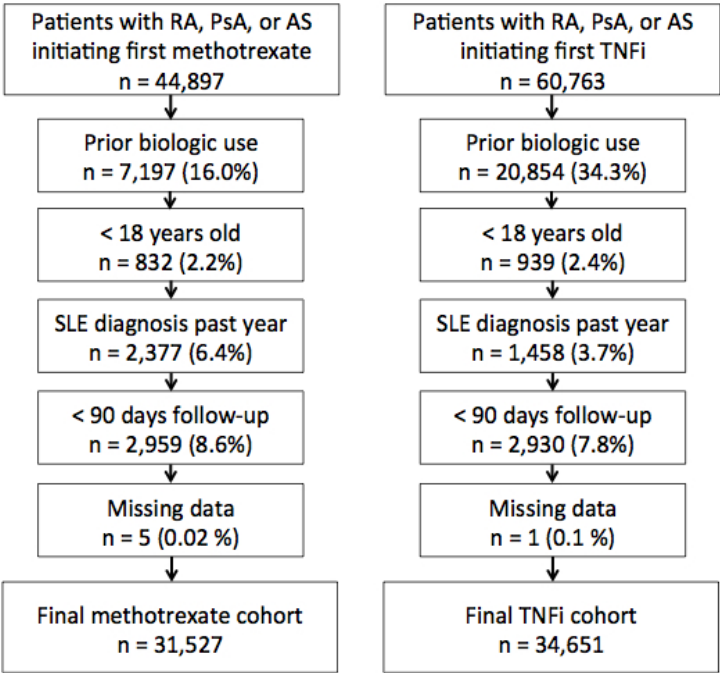 Patients with RA, PsA, or AS
initiating first methotrexate
n = 44,897
Prior biologic use
n = 7,197 (16.0%)
< 18 years old
n = 832 (2.2%)
SLE diagnosis past year
n = 2,377 (6.4%)
< 90 days follow-up
n = 2,959 (8.6%)
Missing data
n = 5 (0.02 %)
Final methotrexate cohort
n = 31,527
Patients with RA, PsA, or AS
initiating first TNFi
n = 60,763
Prior biologic use
n = 20,854 (34.3%)
< 18 years old
n = 939 (2.4%)
SLE diagnosis past year
n = 1,458 (3.7%)
< 90 days follow-up
n = 2,930 (7.8%)
Missing data
n = 1 (0.1 %)
Final TNFi cohort
n = 34,651